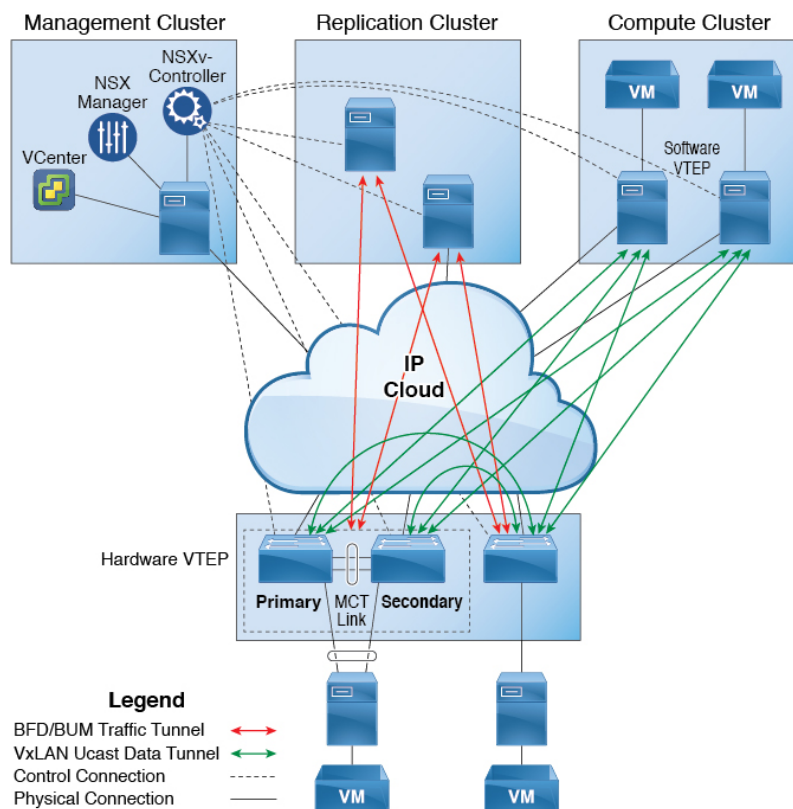 Management Cluster
Replication Cluster
Compute Cluster
NSXv-
Controller
NSX
Manager
VCenter
VM
VM
Software
VTEP
IP
Cloud
Hardware VTEP
Primary
MCT
Link
Secondary
Legend
BFD/BUM Traffic Tunnel
VxLAN Ucast Data Tunnel
Control Connection
Physical Connection
VM
VM